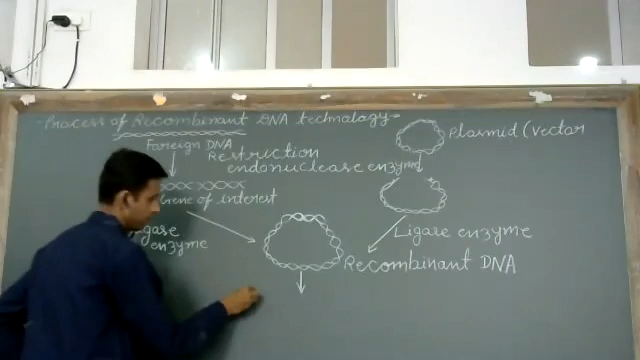 Process of Recombinant DNA technology
Plasmid (Vector
Foreign DNA
Restriction
endonuclease enzyme
Gene of interest
Ligase enzyme
enzyme
Recombinant DNA